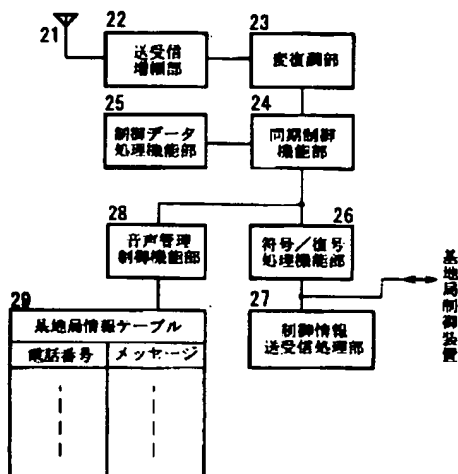 21
22
送受信
増幅部
23
変復調部
25
制御データ
処理機能部
24
同期制御
機能部
28
音声管理
制御機能部
26
符号／復号
処理機能部
基地局制御装置
29
基地局情報テーブル
電話番号
メッセージ
27
制御情報
送受信処理部